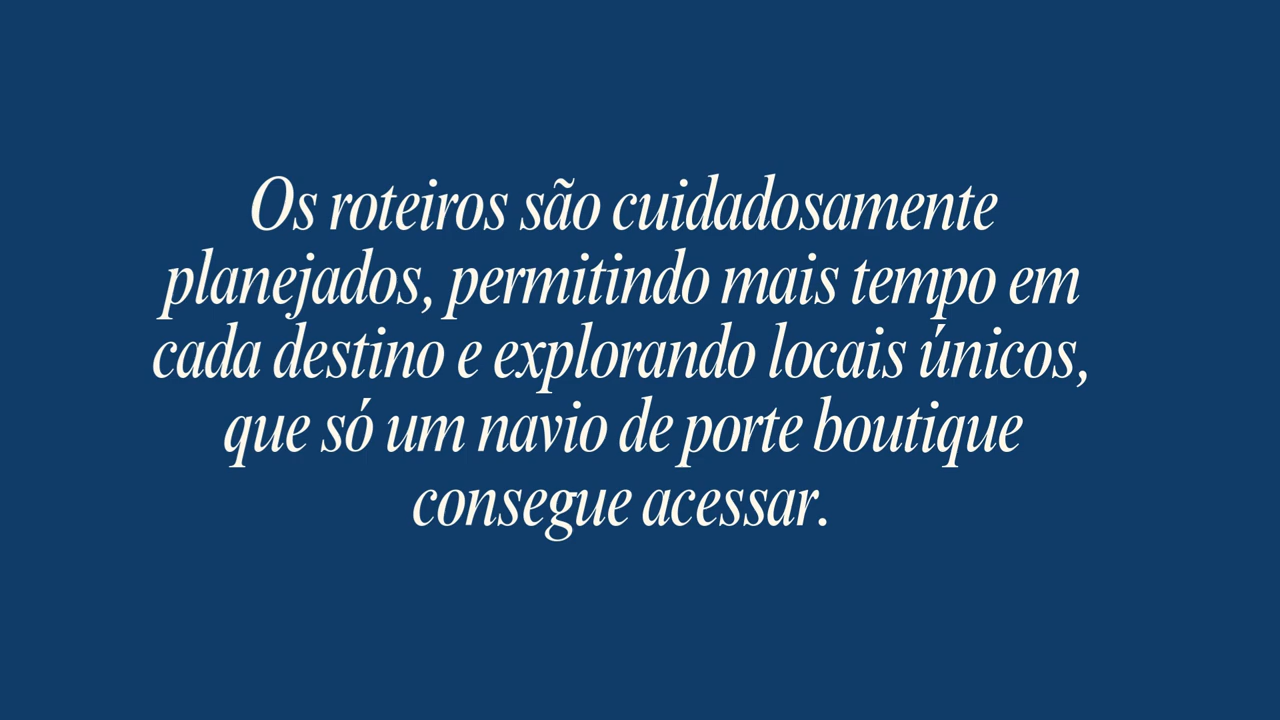 Os roteiros são cuidadosamente
planejados, permitindo mais tempo em
cada destino e explorando locais únicos,
que só um navio de porte boutique
consegue acessar.